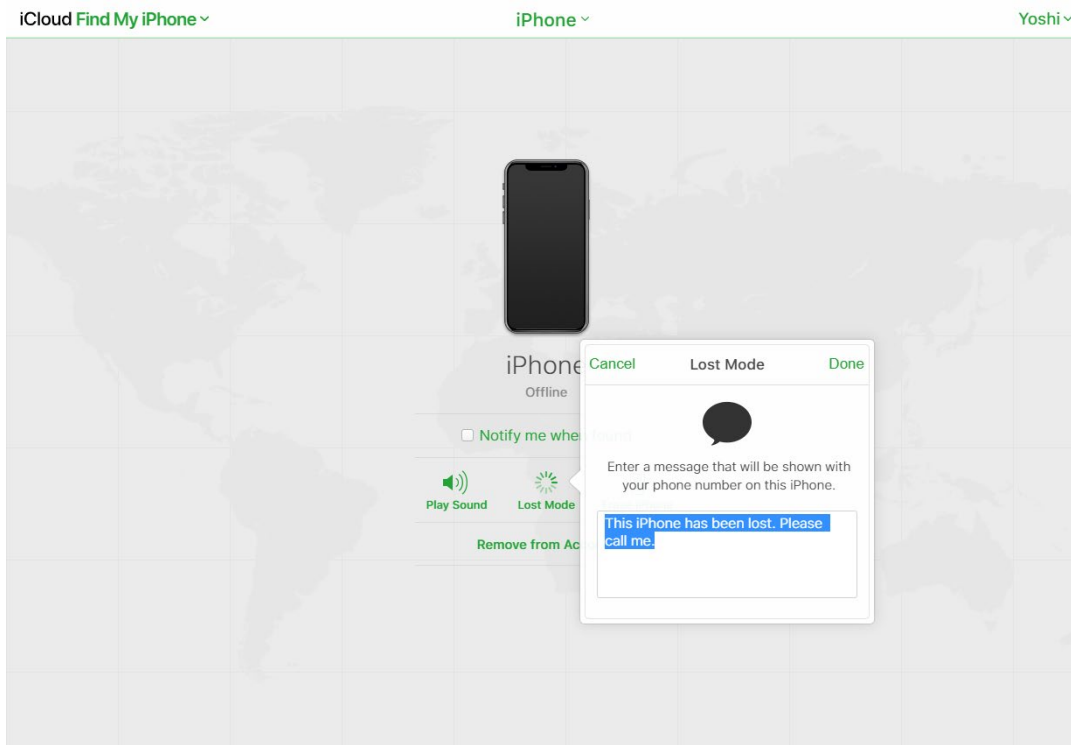 iCloud Find My iPhone
iPhone
Yoshi
iPhone
Offline
Notify me when found
Play Sound
Lost Mode
Remove from Ac
Cancel
Lost Mode
Done
Enter a message that will be shown with
your phone number on this iPhone.
This iPhone has been lost. Please
call me.